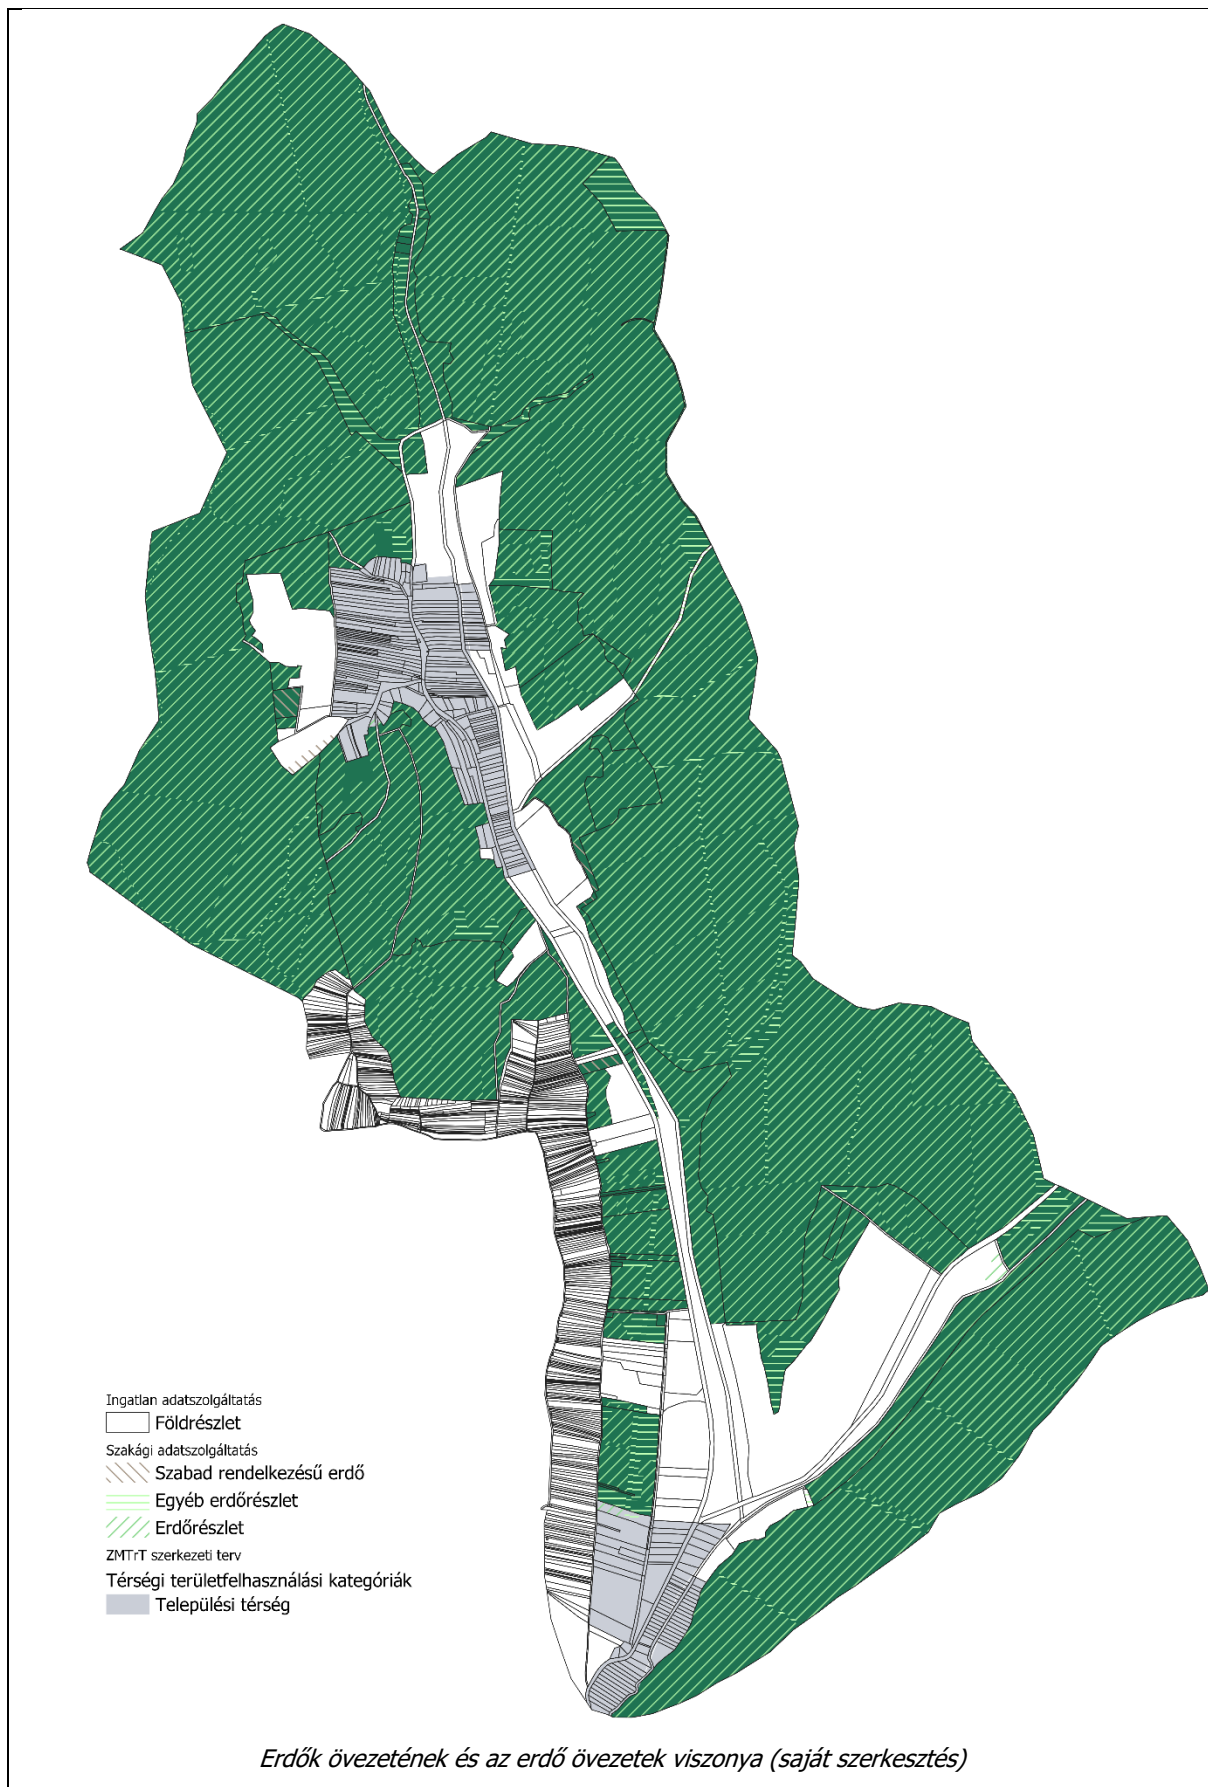 Ingatlan adatszolgáltatás
Földrészlet
Szakági adatszolgáltatás
Szabad rendelkezésű erdő
Egyéb erdőrészlet
Erdőrészlet
ZMTrT szerkezeti terv
Térségi területfelhasználási kategóriák
Települési térség
Erdők övezetének és az erdő övezetek viszonya (saját szerkesztés)